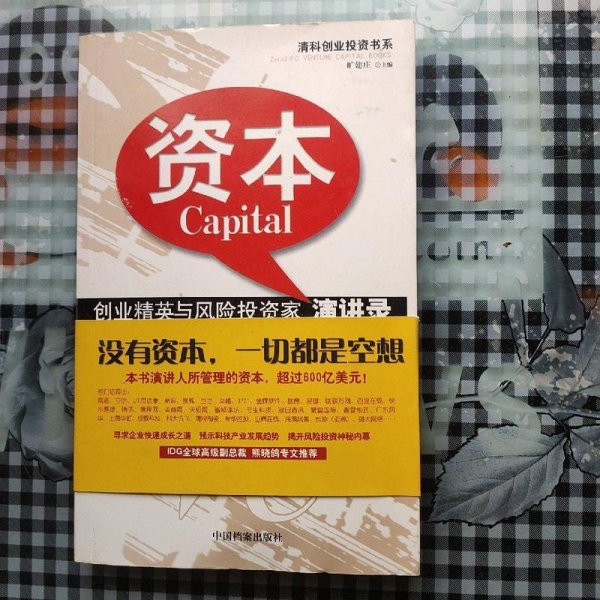 清科创业投资书系
Zero2IPO VENTURE CAPITAL BOOKS
旷建庄 ◎ 主编
资本
Capital
创业精英与风险投资家 演讲录
没有资本，一切都是空想
本书演讲人所管理的资本，超过600亿美元！
寻求企业快速成长之道 预示科技产业发展趋势 揭开风险投资神秘内幕
IDG全球高级副总裁 熊晓鸽专文推荐
中国档案出版社
cin